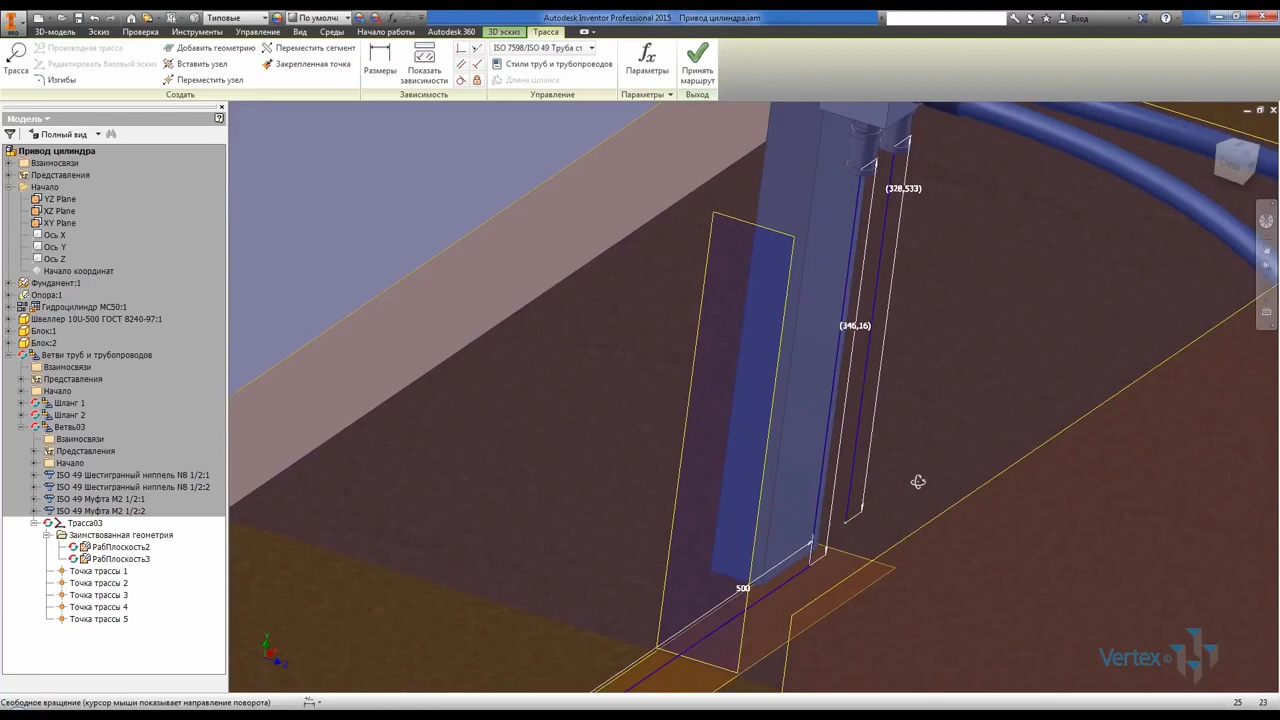 PRO
Типовые
По умолч
Autodesk Inventor Professional 2015 Привод цилиндра.iam
Вход
3D-модель Эскиз Проверка Инструменты Управление Вид Среды Начало работы Autodesk 360 3D эскиз Трасса
Трасса
Производная трасса
Редактировать базовый эскиз
Изгибы
Добавить геометрию
Вставить узел
Переместить узел
Переместить сегмент
Закрепленная точка
Размеры
Показать зависимости
ISO 7598/ISO 49 Труба ст
Стили труб и трубопроводов
Длина шланга
Параметры
Принять маршрут
Создать
Зависимость
Управление
Параметры
Выход
Модель
Полный вид
Привод цилиндра
Взаимосвязи
Представления
Начало
YZ Plane
XZ Plane
XY Plane
Ось X
Ось Y
Ось Z
Начало координат
Фундамент:1
Опора:1
Гидроцилиндр МС50:1
Швеллер 10U-500 ГОСТ 8240-97:1
Блок:1
Блок:2
Ветви труб и трубопроводов
Взаимосвязи
Представления
Начало
Шланг 1
Шланг 2
Ветвь03
Взаимосвязи
Представления
Начало
ISO 49 Шестигранный ниппель N8 1/2:1
ISO 49 Шестигранный ниппель N8 1/2:2
ISO 49 Муфта M2 1/2:1
ISO 49 Муфта M2 1/2:2
Трасса03
Заимствованная геометрия
РабПлоскость2
РабПлоскость3
Точка трассы 1
Точка трассы 2
Точка трассы 3
Точка трассы 4
Точка трассы 5
(328,533)
(346,16)
500
Vertex ©
Свободное вращение (курсор мыши показывает направление поворота)
25 23